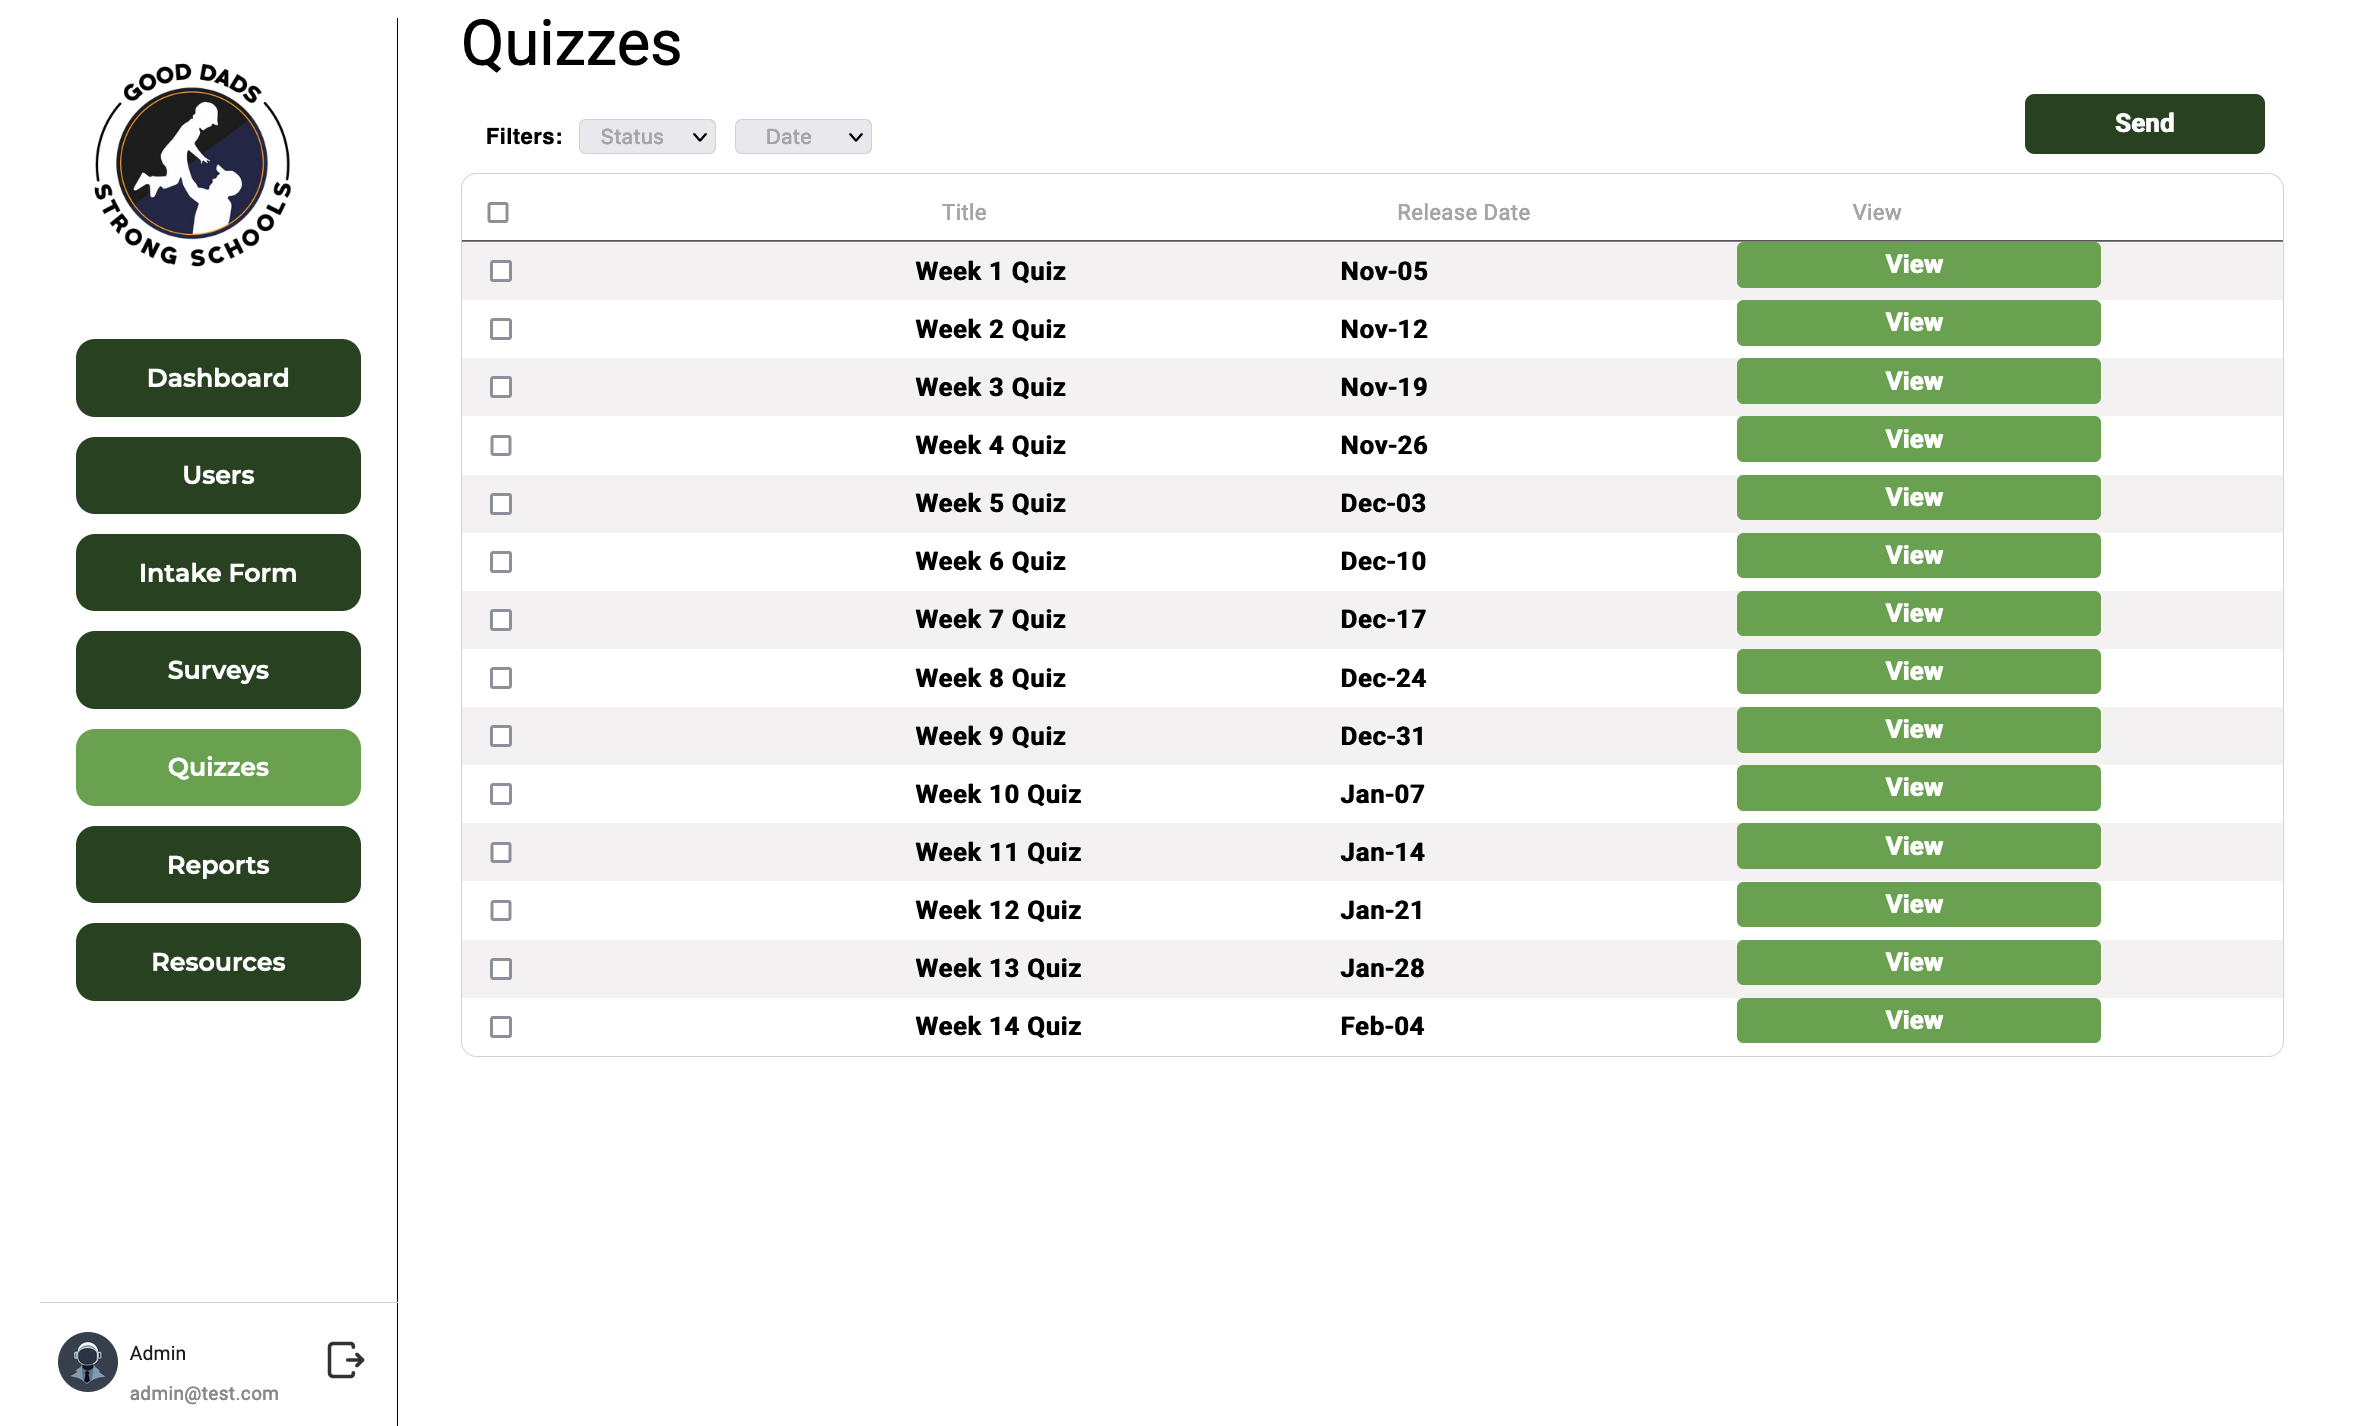 GOOD DADS
STRONG SCHOOLS
Dashboard
Users
Intake Form
Surveys
Quizzes
Reports
Resources
Admin
admin@test.com
Quizzes
Filters: Status Date
Send
Title Release Date View
Week 1 Quiz Nov-05 View
Week 2 Quiz Nov-12 View
Week 3 Quiz Nov-19 View
Week 4 Quiz Nov-26 View
Week 5 Quiz Dec-03 View
Week 6 Quiz Dec-10 View
Week 7 Quiz Dec-17 View
Week 8 Quiz Dec-24 View
Week 9 Quiz Dec-31 View
Week 10 Quiz Jan-07 View
Week 11 Quiz Jan-14 View
Week 12 Quiz Jan-21 View
Week 13 Quiz Jan-28 View
Week 14 Quiz Feb-04 View